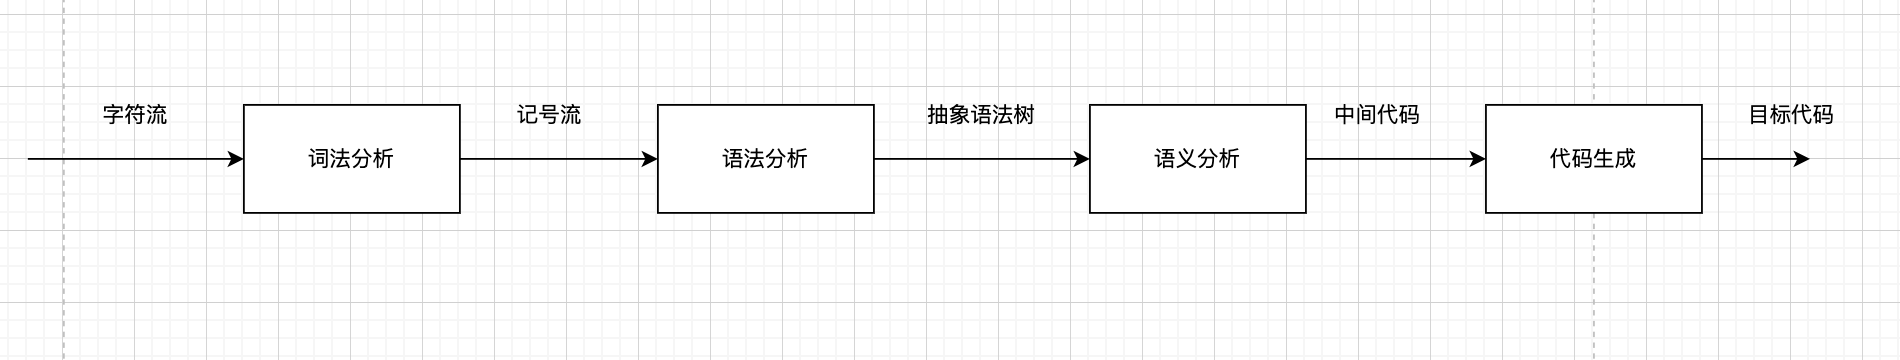 字符流
词法分析
记号流
语法分析
抽象语法树
语义分析
中间代码
代码生成
目标代码